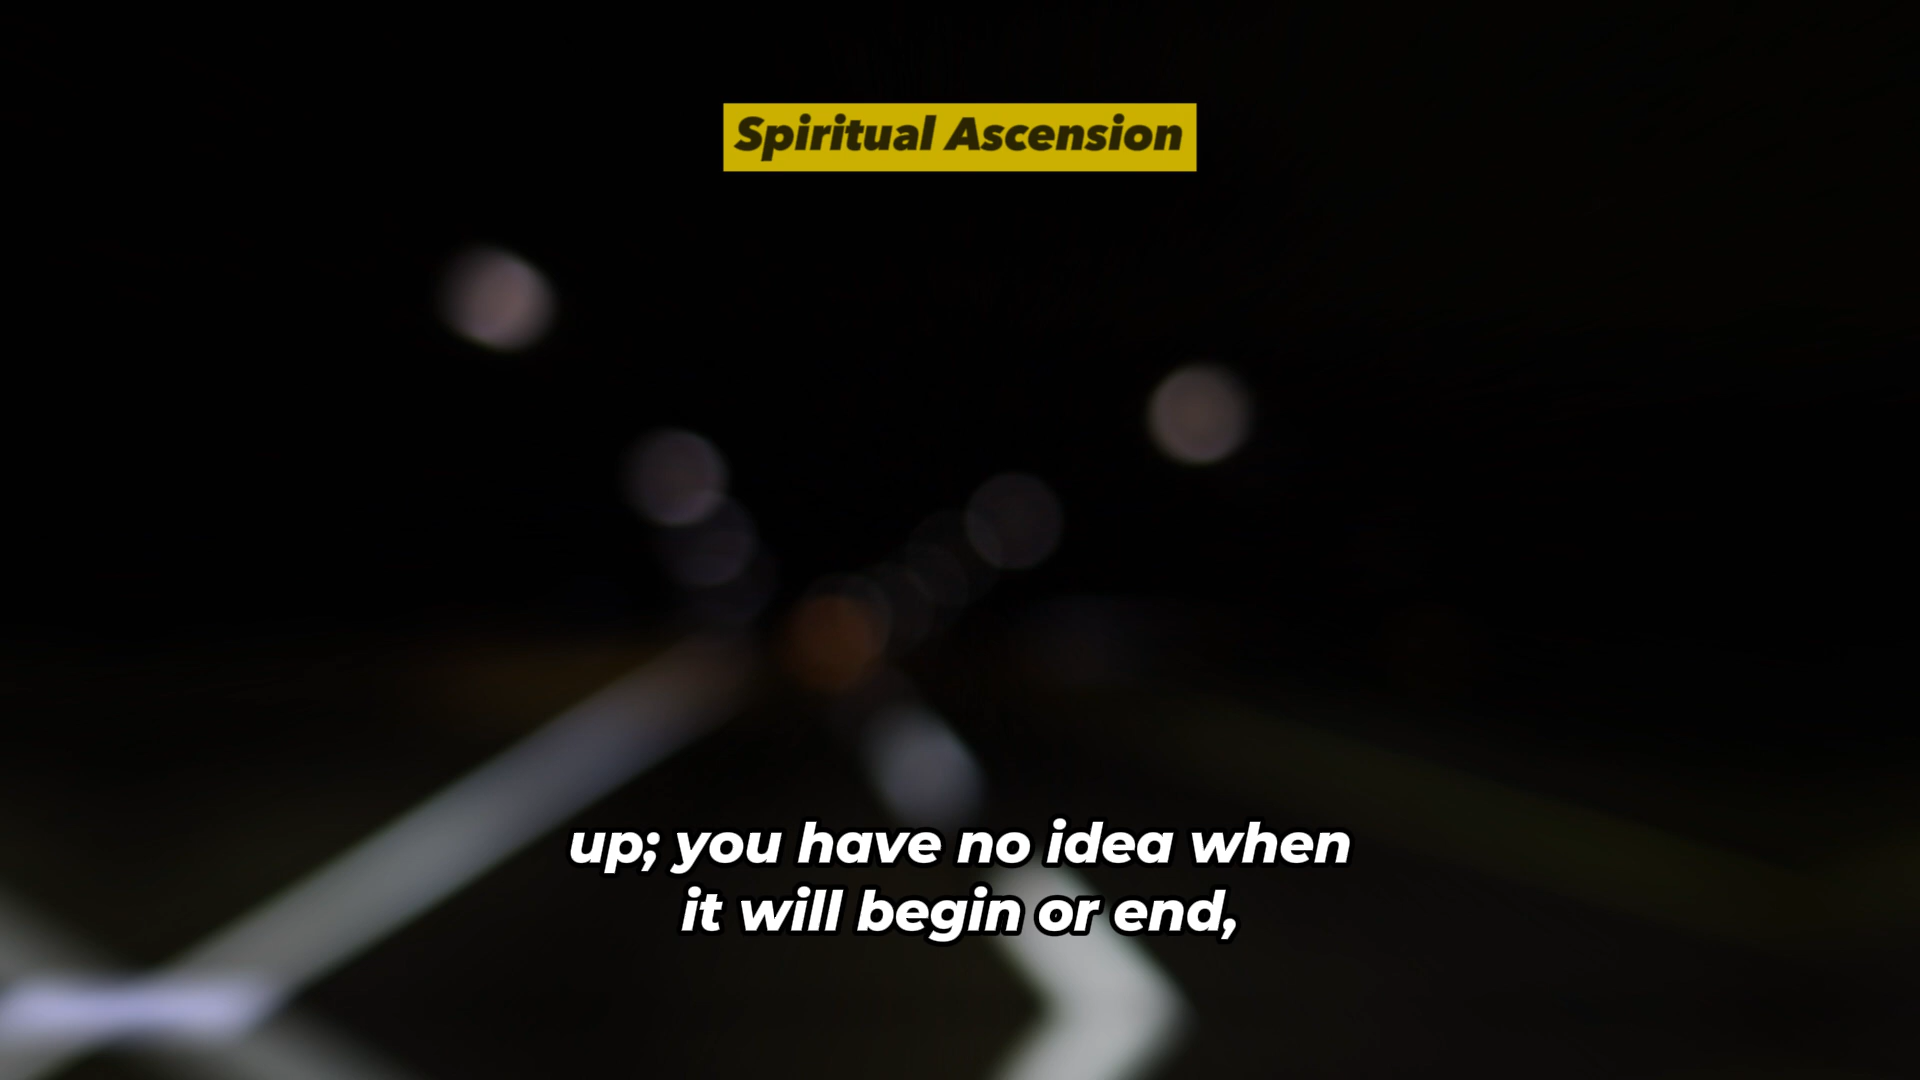 Spiritual Ascension
up; you have no idea when
it will begin or end,